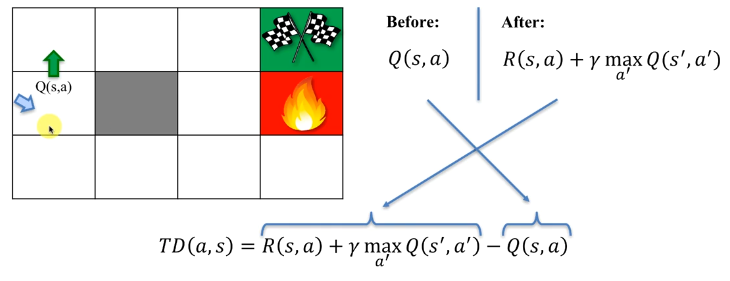 Before:
After:
Q(s,a)
Q(s, a)
R(s, a) + γ max Q(s′, a′)
a′
TD(a, s) = R(s, a) + γ max Q(s′, a′) − Q(s, a)
a′